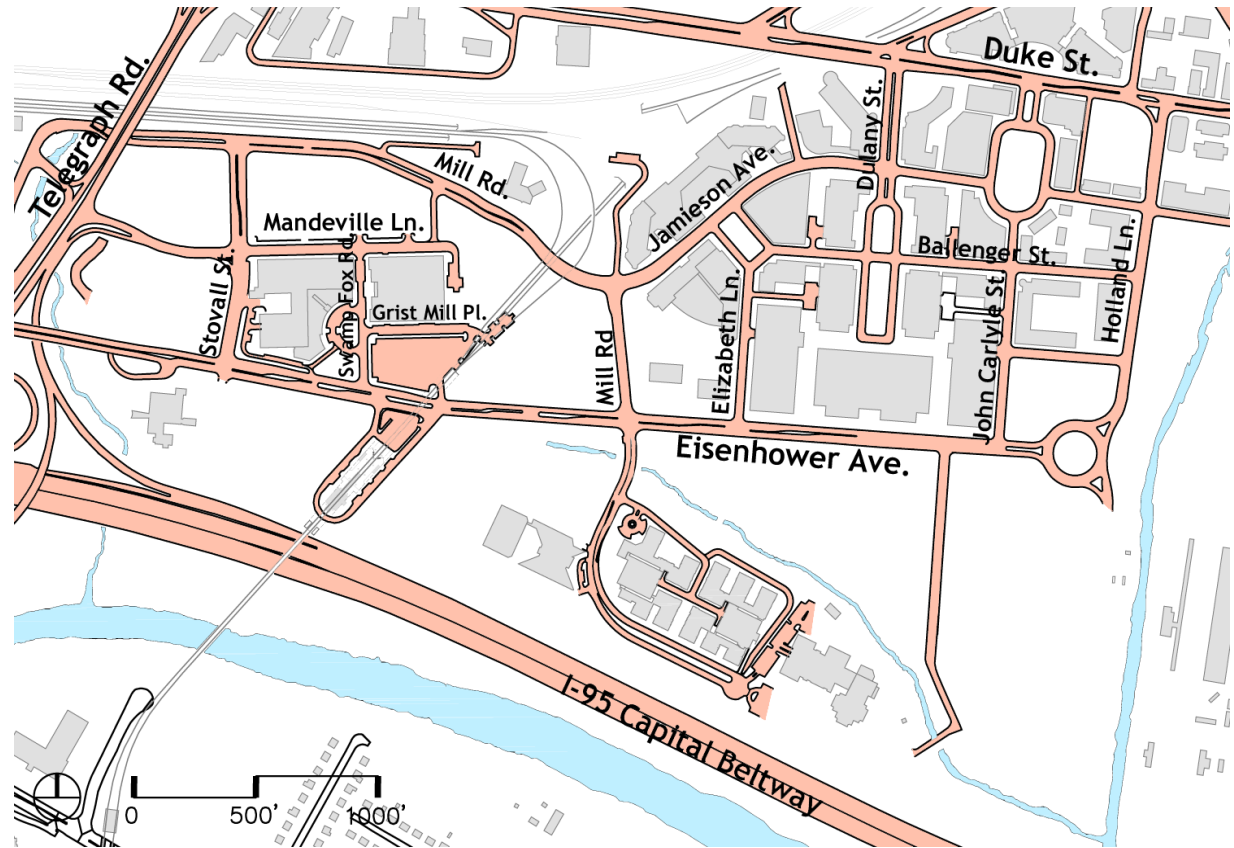 Duke St.
Telegraph Rd.
Dulany St.
Mill Rd.
Jamieson Ave.
Mandeville Ln.
Swamp Fox Rd.
Stovall St.
Ballenger St.
Holland Ln.
Elizabeth Ln.
John Carlyle St.
Grist Mill Pl.
Mill Rd
Eisenhower Ave.
I-95 Capital Beltway
0
500'
1000'